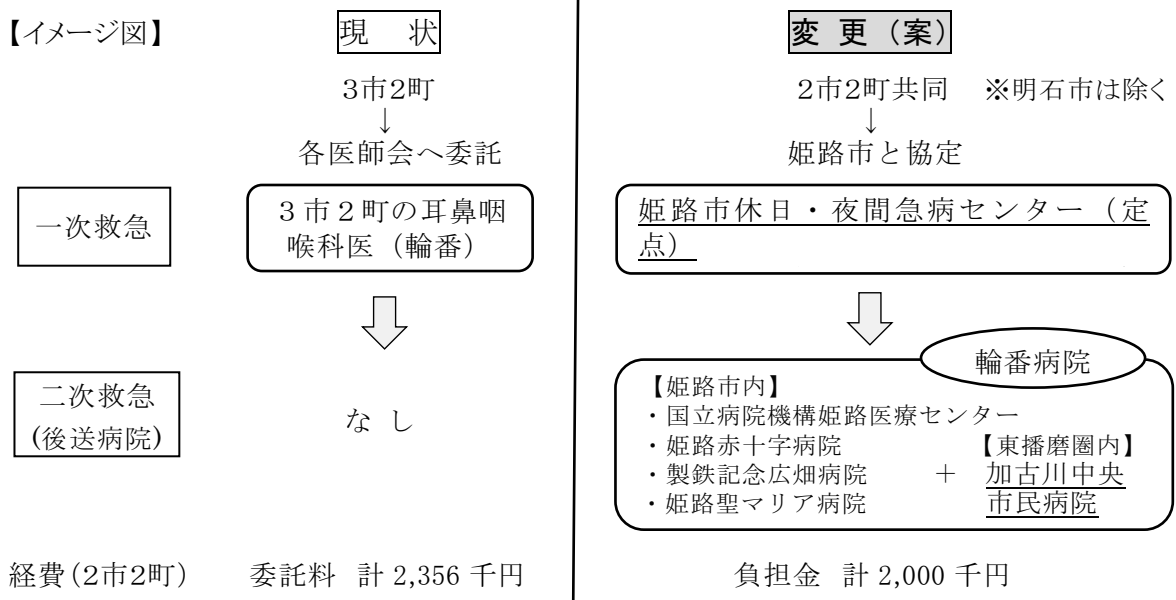 【イメージ図】
現 状
3市2町
↓
各医師会へ委託
一次救急
3市2町の耳鼻咽
喉科医（輪番）
二次救急
(後送病院)
な し
経費(2市2町)
委託料 計 2,356 千円
変 更（案）
2市2町共同 ※明石市は除く
↓
姫路市と協定
姫路市休日・夜間急病センター（定
点）
輪番病院
【姫路市内】
・国立病院機構姫路医療センター
・姫路赤十字病院
・製鉄記念広畑病院
・姫路聖マリア病院
＋
【東播磨圏内】
加古川中央
市民病院
負担金 計 2,000 千円